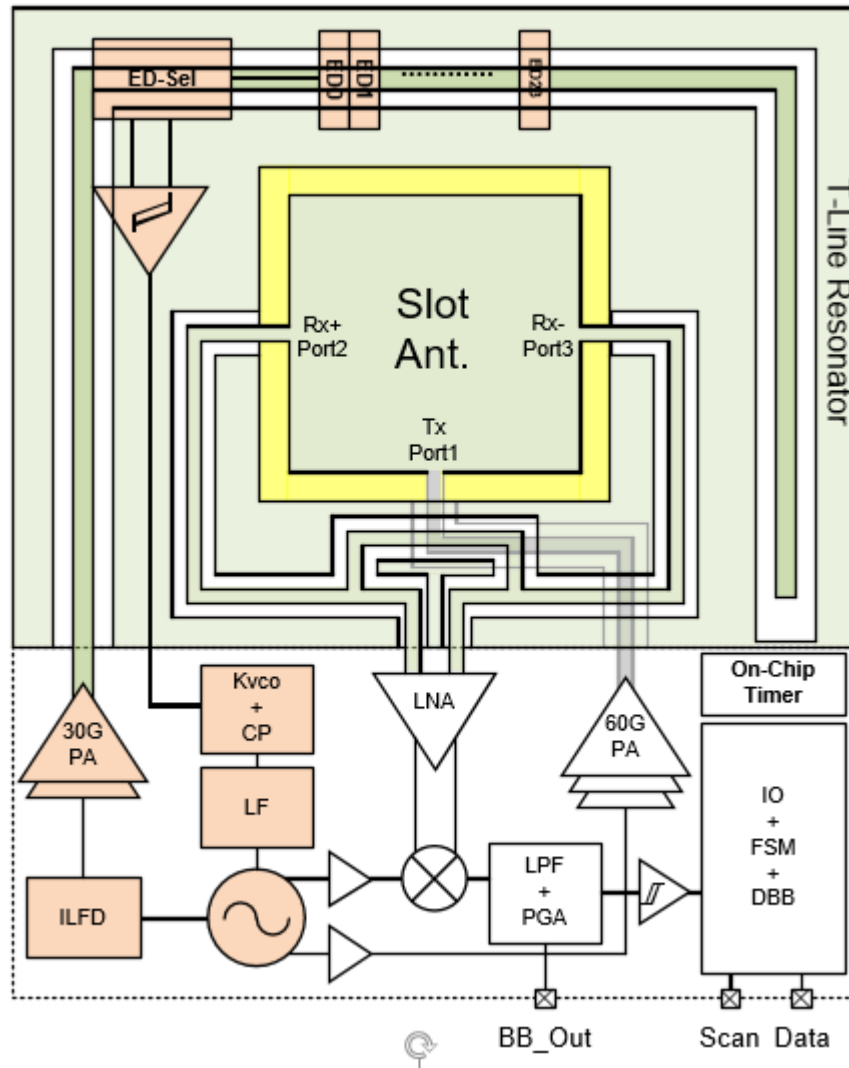 ED-Sel
ED0
ED1
ED23
T-Line Resonator
Slot
Ant.
Rx+
Port2
Rx-
Port3
Tx
Port1
On-Chip
Timer
Kvco
+
CP
LNA
30G
PA
60G
PA
LF
IO
+
FSM
+
DBB
LPF
+
PGA
ILFD
BB_Out
Scan
Data